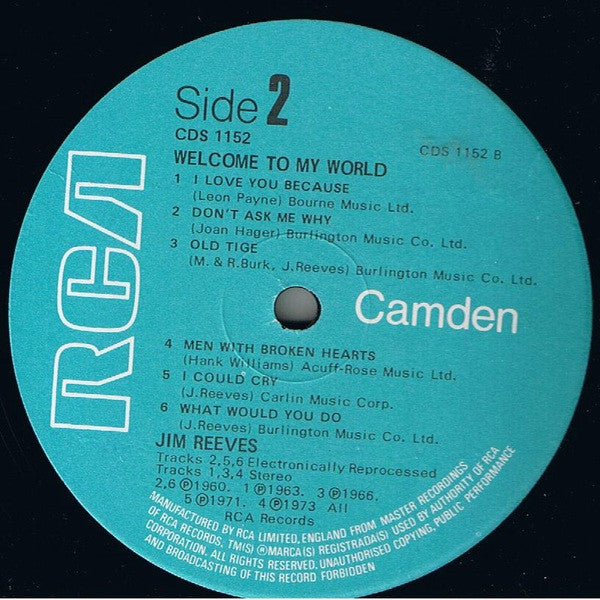 RCA
Side 2
CDS 1152
CDS 1152 B
WELCOME TO MY WORLD
1 I LOVE YOU BECAUSE
(Leon Payne) Bourne Music Ltd.
2 DON'T ASK ME WHY
(Joan Hager) Burlington Music Co. Ltd.
3 OLD TIGE
(M. & R.Burk, J.Reeves) Burlington Music Co. Ltd.
Camden
4 MEN WITH BROKEN HEARTS
(Hank Williams) Acuff-Rose Music Ltd.
5 I COULD CRY
(J.Reeves) Carlin Music Corp.
6 WHAT WOULD YOU DO
(J.Reeves) Burlington Music Co. Ltd.
JIM REEVES
Tracks 2,5,6 Electronically Reprocessed
Tracks 1,3,4 Stereo
2,6 ℗1960. 1℗1963. 3℗1966.
5℗1971. 4℗1973 All
RCA Records
MANUFACTURED BY RCA LIMITED, ENGLAND FROM MASTER RECORDINGS
OF RCA RECORDS, TM(S) ® MARCA(S) REGISTRADA(S) USED BY AUTHORITY OF RCA
CORPORATION. ALL RIGHTS RESERVED. UNAUTHORISED COPYING, PUBLIC PERFORMANCE
AND BROADCASTING OF THIS RECORD FORBIDDEN